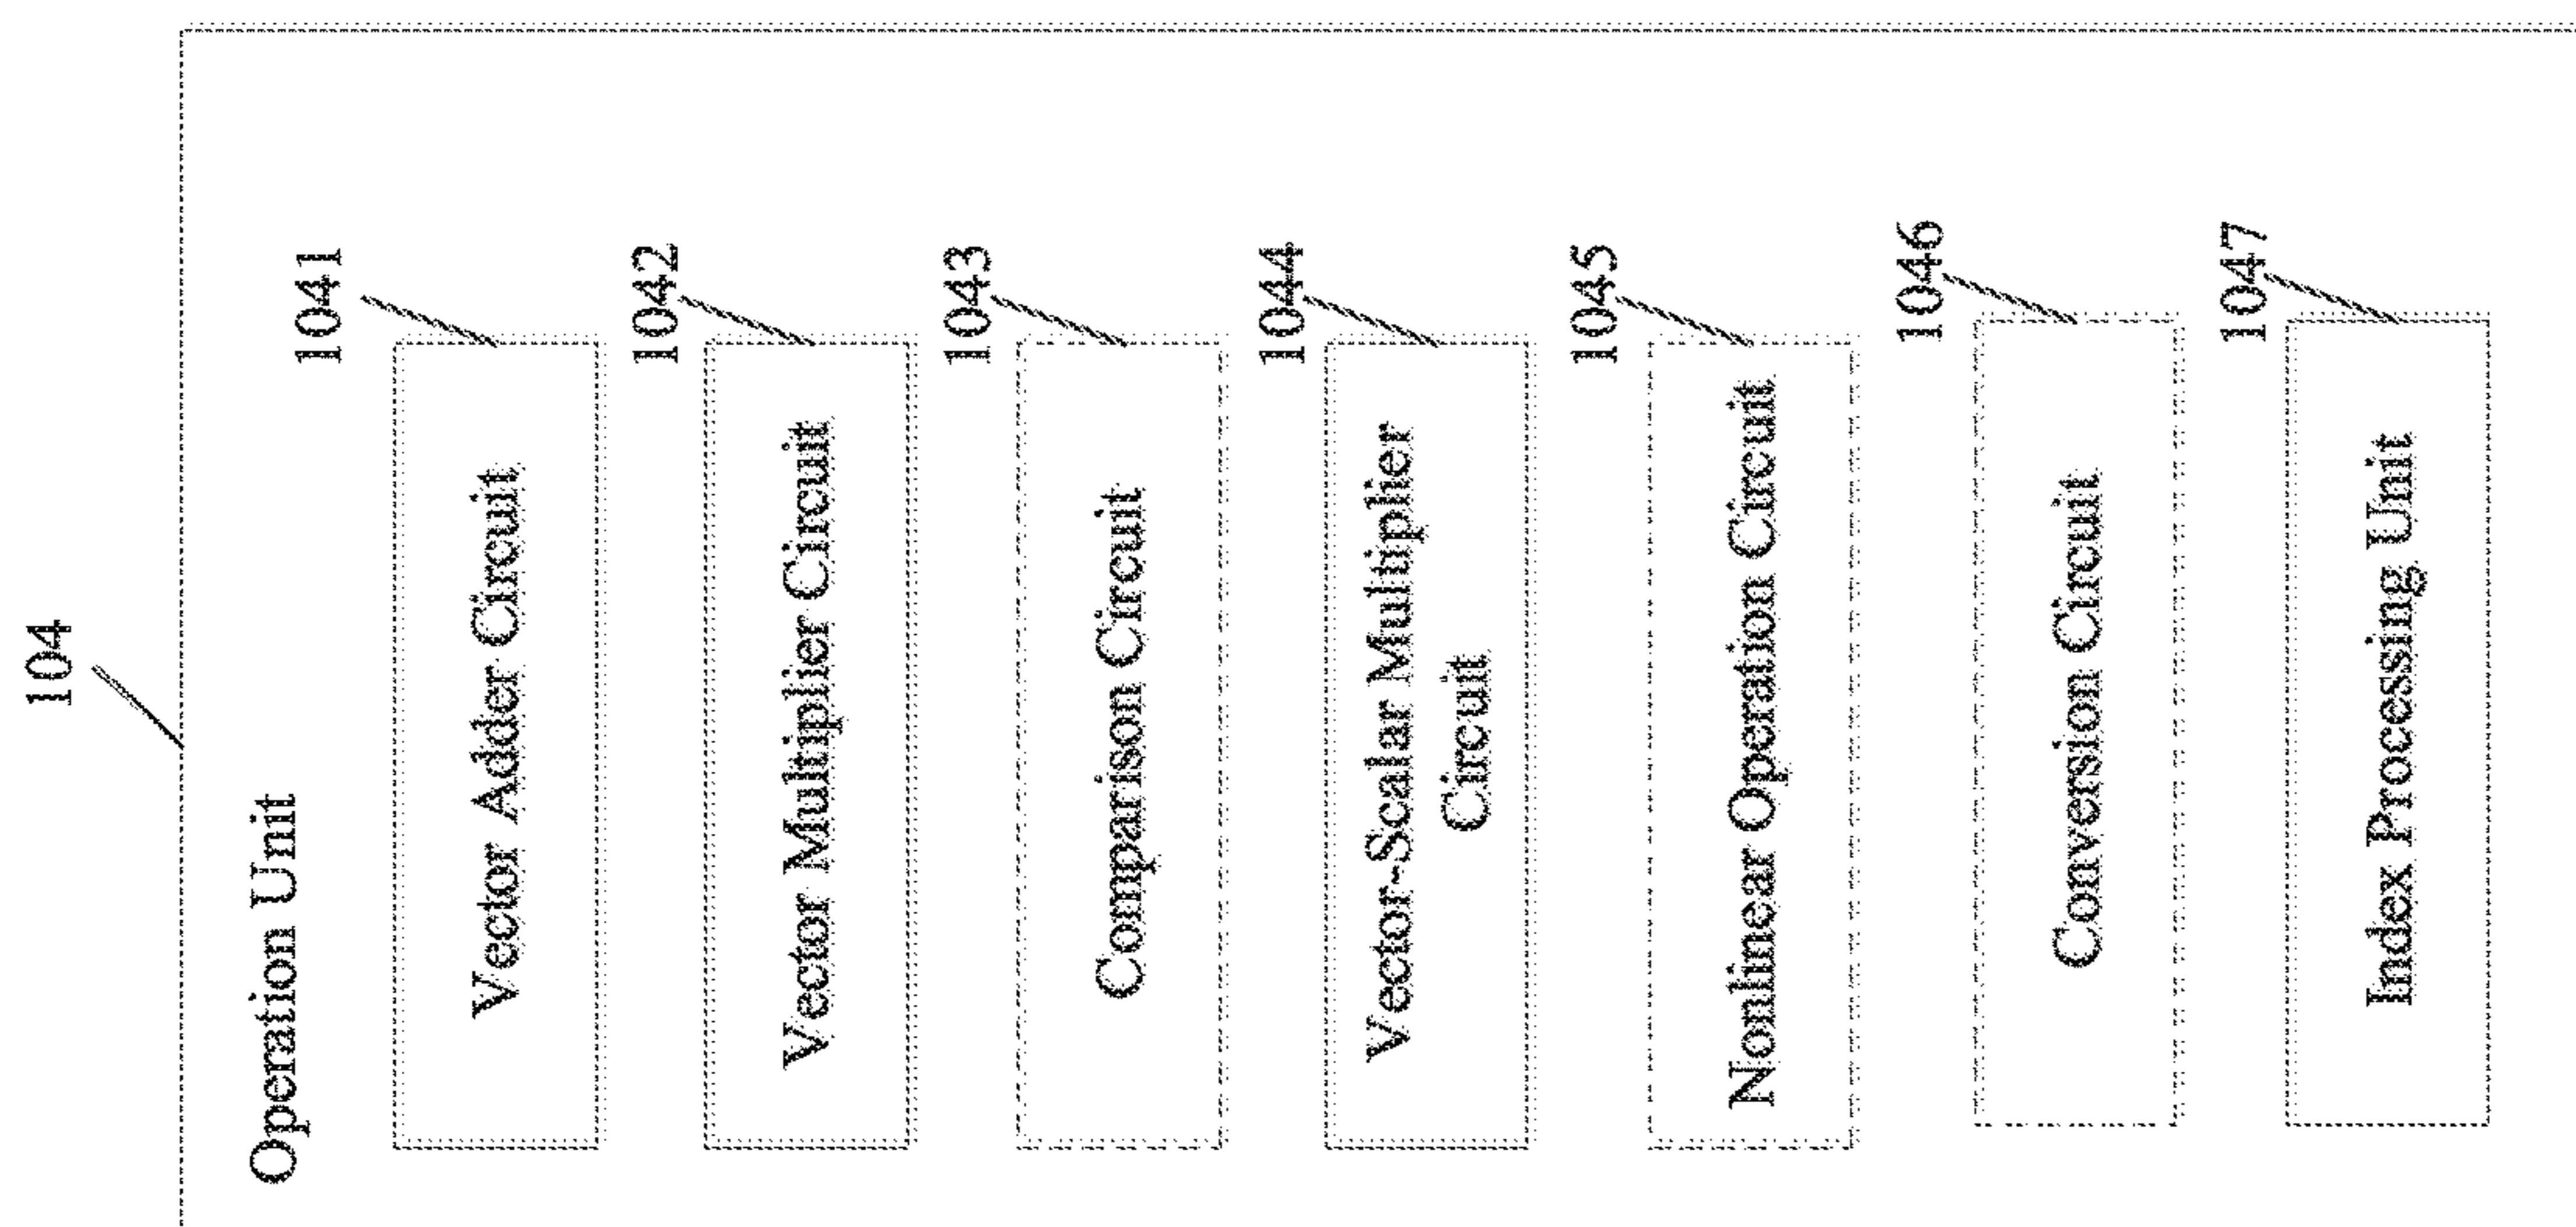 104
Operation Unit
1041
Vector Adder Circuit
1042
Vector Multiplier Circuit
1043
Comparison Circuit
1044
Vector-Scalar Multiplier
Circuit
1045
Nonlinear Operation Circuit
1046
Conversion Circuit
1047
Index Processing Unit